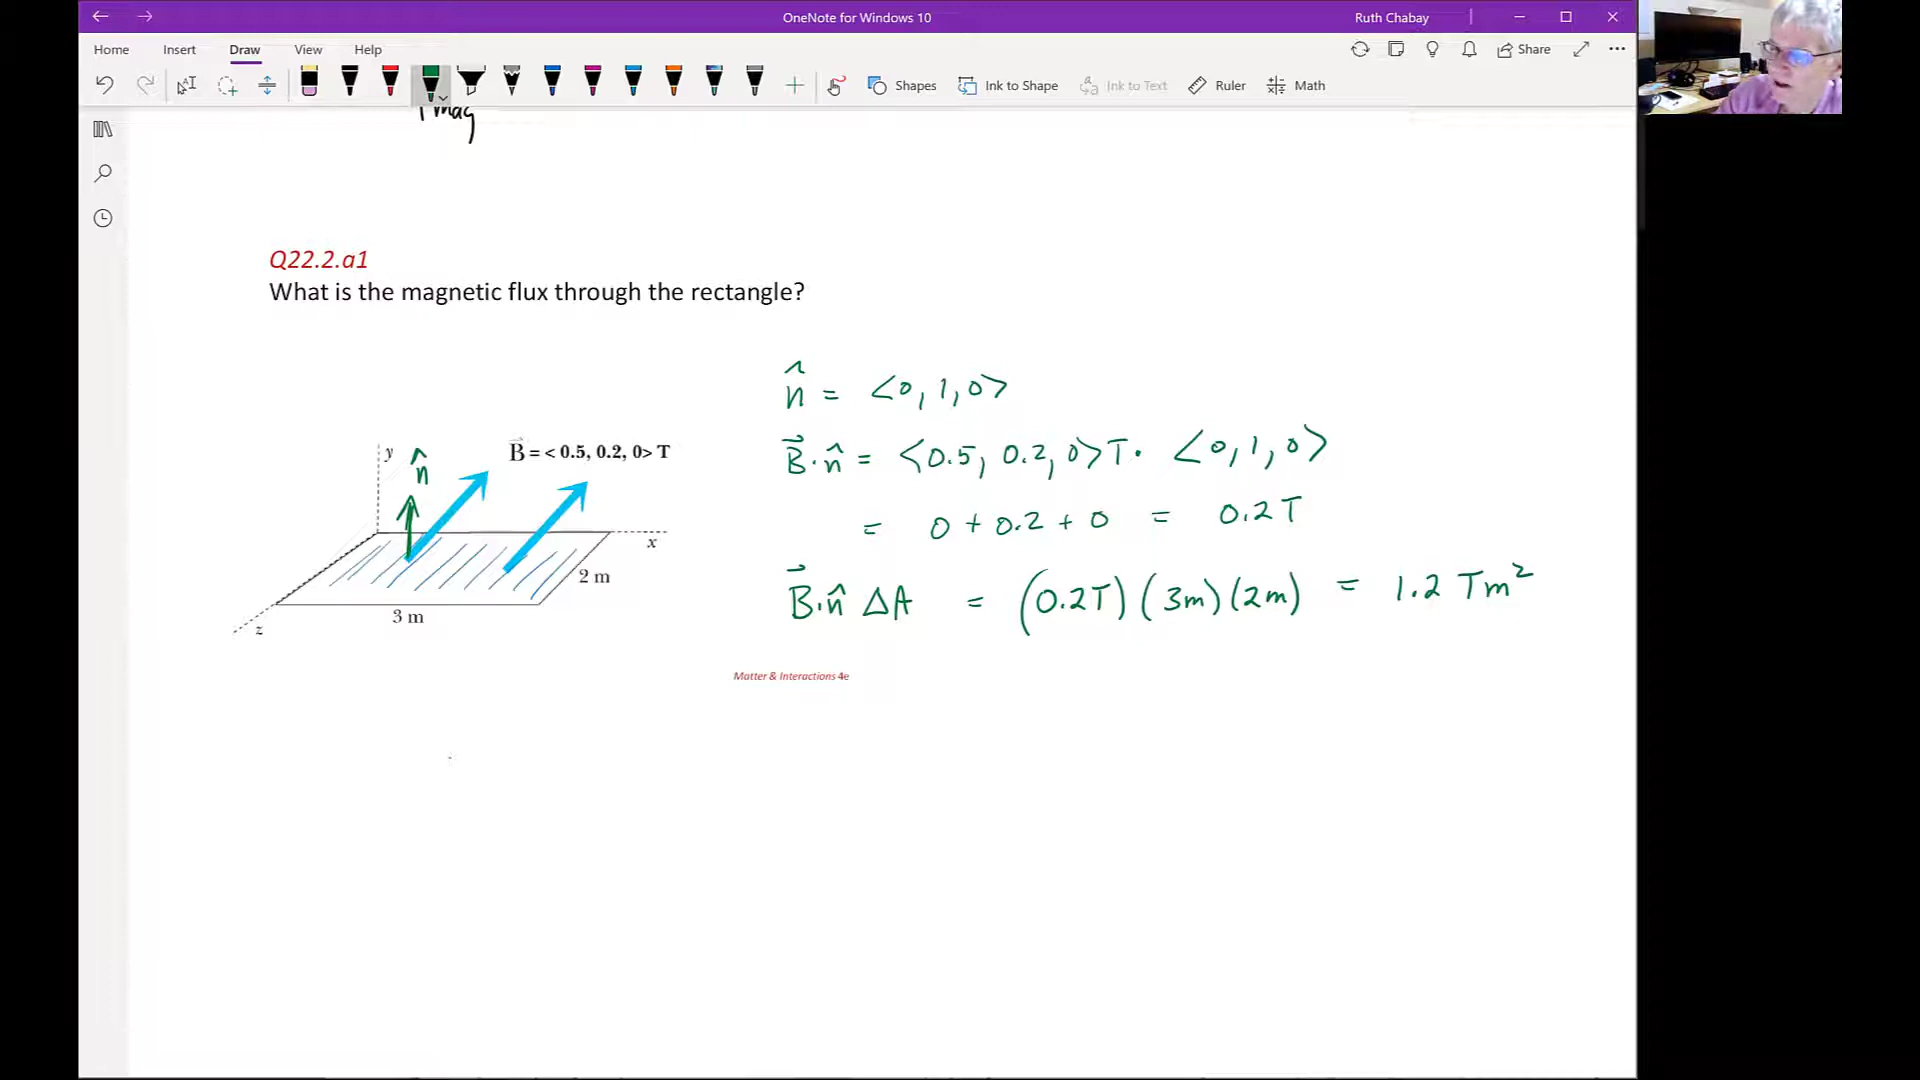 OneNote for Windows 10
Ruth Chabay
Home Insert Draw View Help
Share
Shapes Ink to Shape Ink to Text Ruler Math
mag
Q22.2.a1
What is the magnetic flux through the rectangle?
n̂ = <0, 1, 0>
y
n̂
B⃗ = < 0.5, 0.2, 0> T
B⃗·n̂ = <0.5, 0.2, 0> T · <0, 1, 0>
= 0 + 0.2 + 0 = 0.2 T
x
2 m
B⃗·n̂ ΔA = (0.2T)(3m)(2m) = 1.2 Tm²
3 m
z
Matter & Interactions 4e